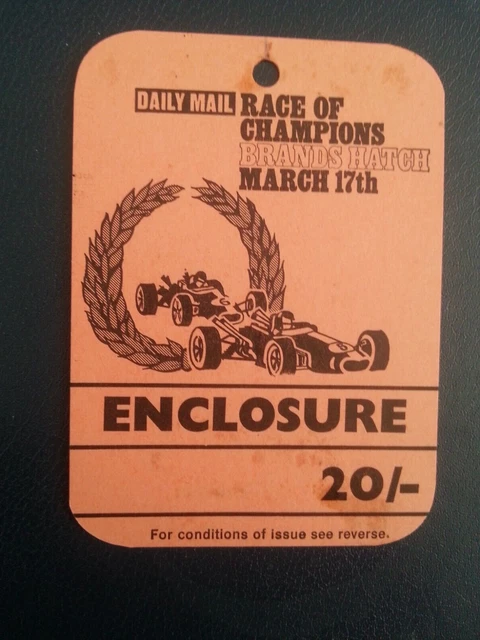 DAILY MAIL RACE OF
CHAMPIONS
BRANDS HATCH
MARCH 17th
ENCLOSURE
20/-
For conditions of issue see reverse.